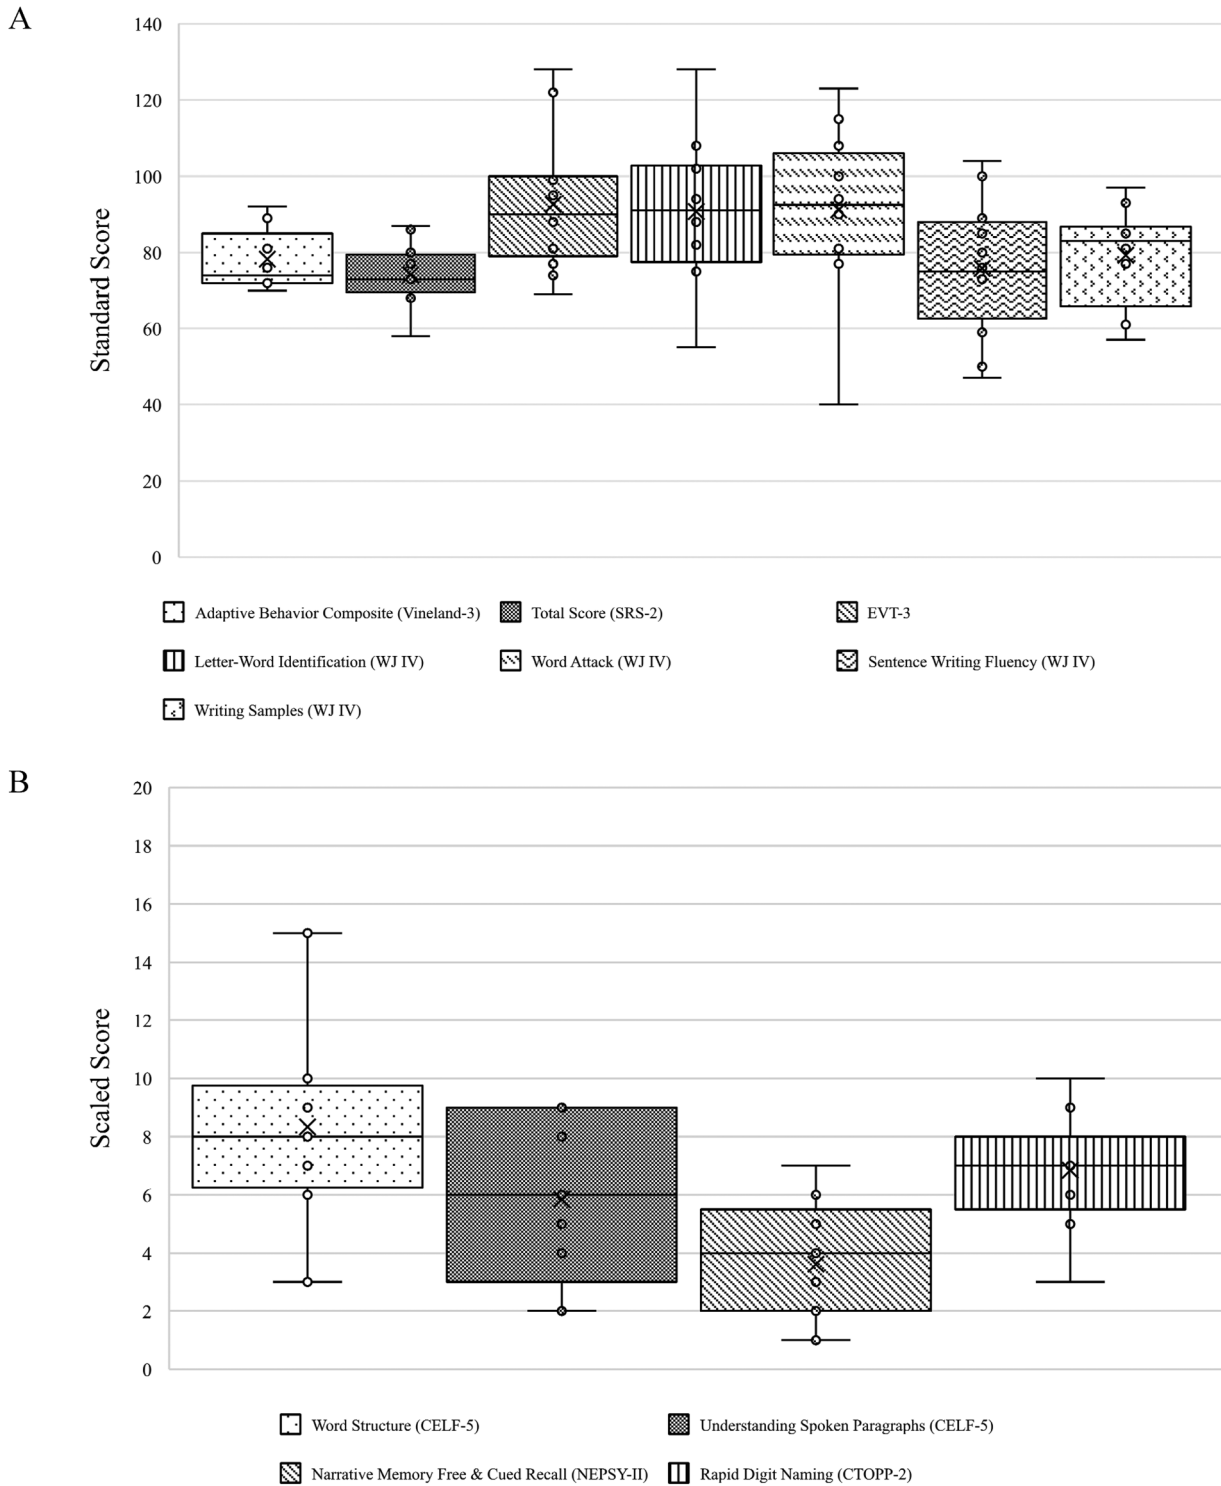 A
140
120
100
80
60
40
20
0
Standard Score
Adaptive Behavior Composite (Vineland-3) Total Score (SRS-2) EVT-3
Letter-Word Identification (WJ IV) Word Attack (WJ IV) Sentence Writing Fluency (WJ IV)
Writing Samples (WJ IV)
B
20
18
16
14
12
10
8
6
4
2
0
Scaled Score
Word Structure (CELF-5) Understanding Spoken Paragraphs (CELF-5)
Narrative Memory Free & Cued Recall (NEPSY-II) Rapid Digit Naming (CTOPP-2)